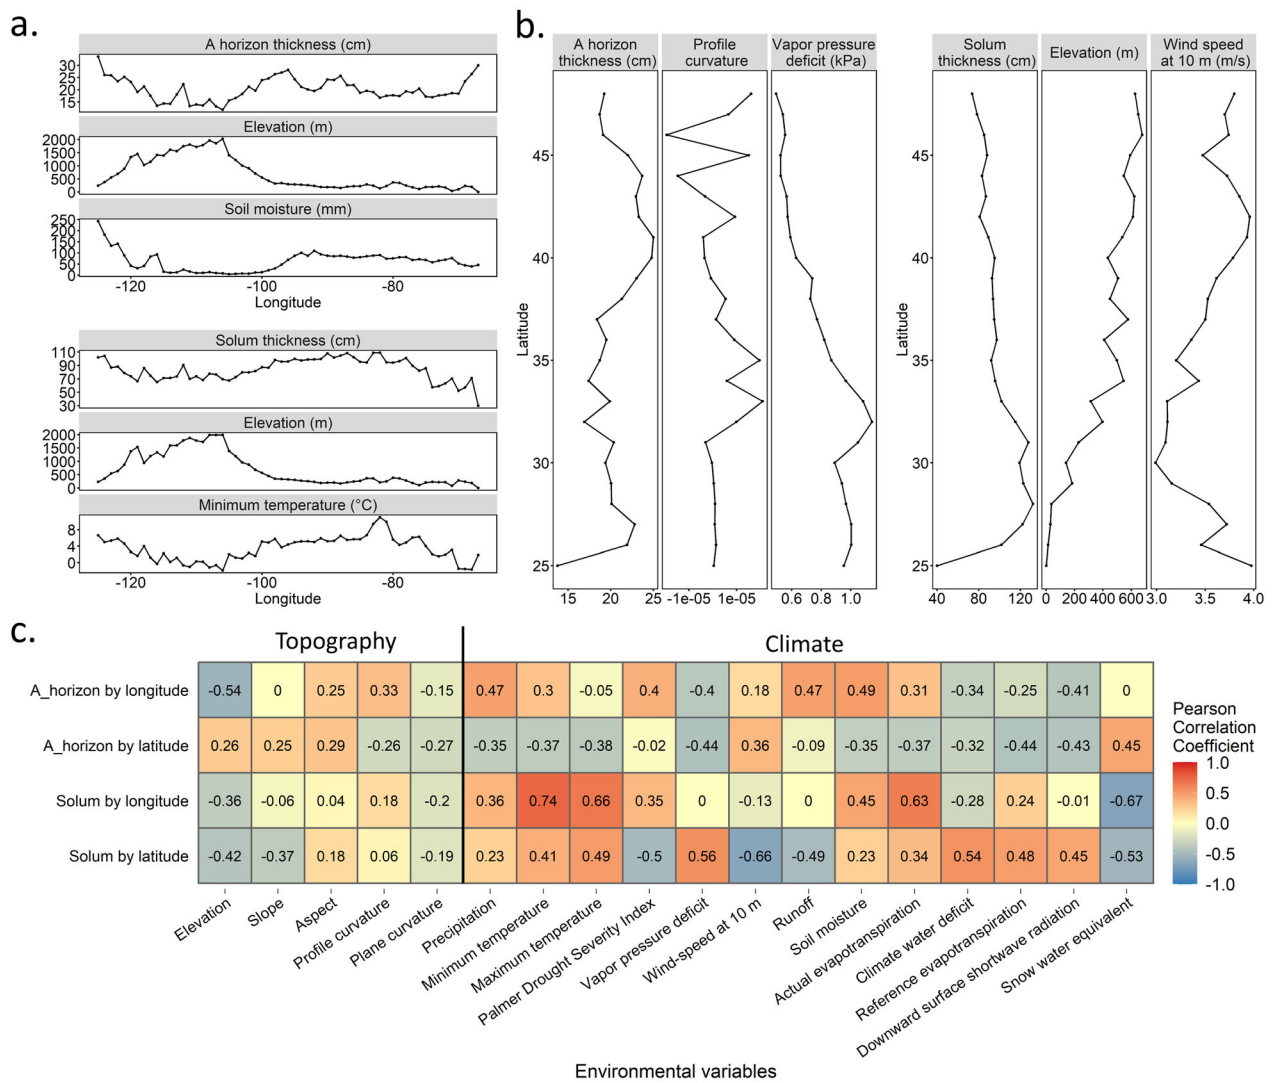 a.
A horizon thickness (cm)
30
25
20
15
Elevation (m)
2000
1500
1000
500
0
Soil moisture (mm)
250
200
150
100
50
0
-120 -100 -80
Longitude
Solum thickness (cm)
110
90
70
50
30
Elevation (m)
2000
1500
1000
500
0
Minimum temperature (°C)
8
4
0
-120 -100 -80
Longitude
b.
A horizon
thickness (cm)
Profile
curvature
Vapor pressure
deficit (kPa)
Latitude
45
40
35
30
25
15 20 25 -1e-05 1e-05 0.6 0.8 1.0
Solum
thickness (cm)
Elevation (m)
Wind speed
at 10 m (m/s)
Latitude
45
40
35
30
25
40 80 120 0 200 400 600 3.0 3.5 4.0
c.
Topography Climate
A_horizon by longitude -0.54 0 0.25 0.33 -0.15 0.47 0.3 -0.05 0.4 -0.4 0.18 0.47 0.49 0.31 -0.34 -0.25 -0.41 0
A_horizon by latitude 0.26 0.25 0.29 -0.26 -0.27 -0.35 -0.37 -0.38 -0.02 -0.44 0.36 -0.09 -0.35 -0.37 -0.32 -0.44 -0.43 0.45
Solum by longitude -0.36 -0.06 0.04 0.18 -0.2 0.36 0.74 0.66 0.35 0 -0.13 0 0.45 0.63 -0.28 0.24 -0.01 -0.67
Solum by latitude -0.42 -0.37 0.18 0.06 -0.19 0.23 0.41 0.49 -0.5 0.56 -0.66 -0.49 0.23 0.34 0.54 0.48 0.45 -0.53
Elevation
Slope
Aspect
Profile curvature
Plane curvature
Precipitation
Minimum temperature
Maximum temperature
Palmer Drought Severity Index
Vapor pressure deficit
Wind-speed at 10 m
Runoff
Soil moisture
Actual evapotranspiration
Climate water deficit
Reference evapotranspiration
Downward surface shortwave radiation
Snow water equivalent
Environmental variables
Pearson
Correlation
Coefficient
1.0
0.5
0.0
-0.5
-1.0